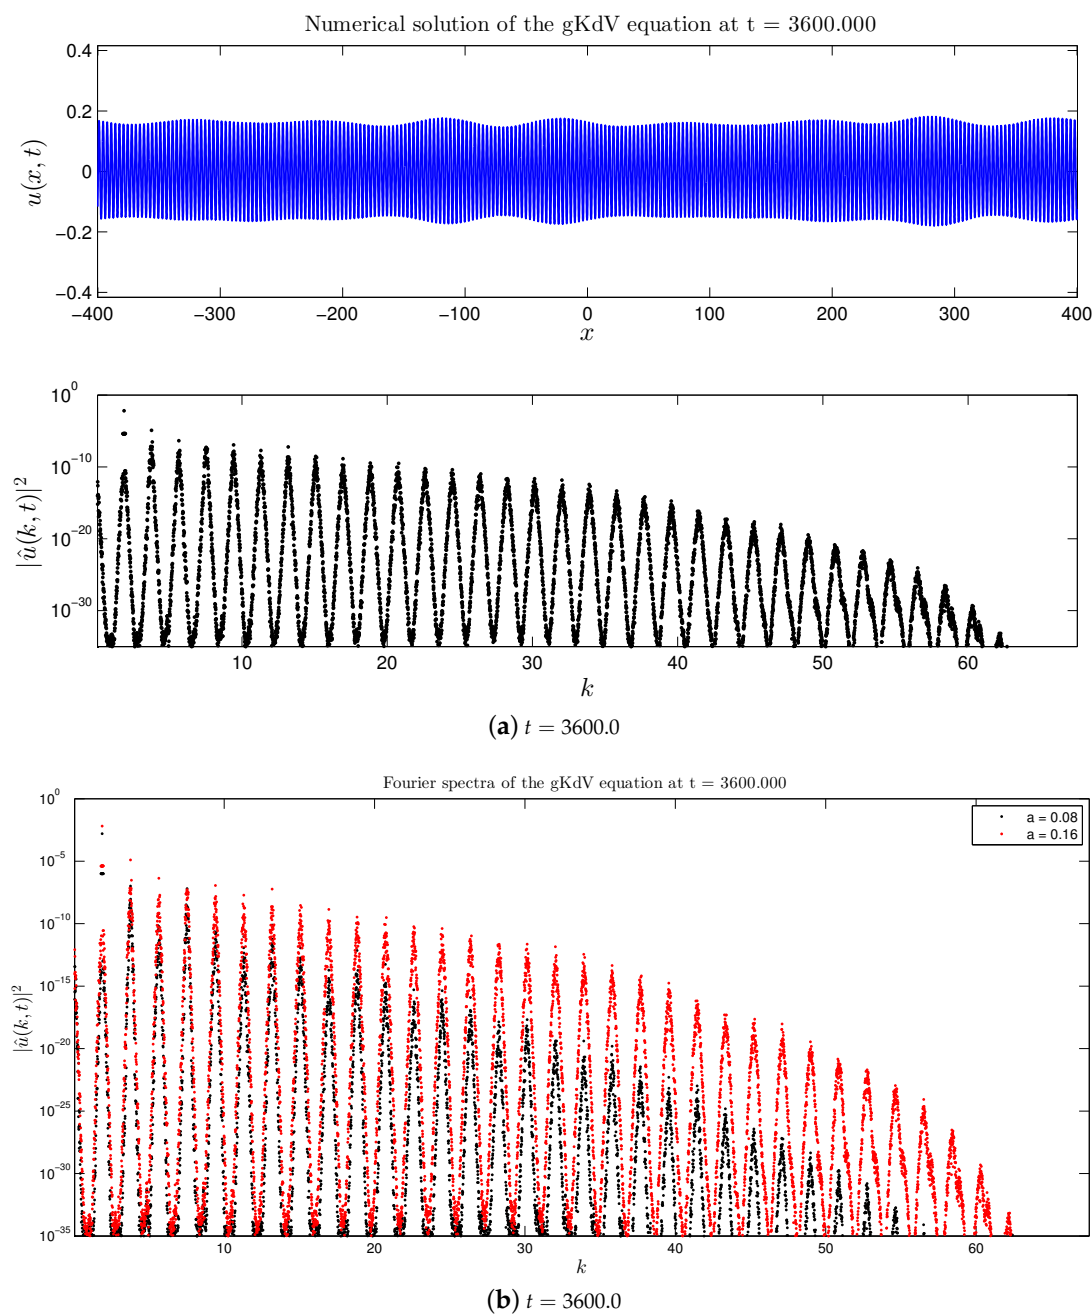 Numerical solution of the gKdV equation at t = 3600.000
0.4
0.2
0
−0.2
−0.4
u(x, t)
−400 −300 −200 −100 0 100 200 300 400
x
10^0
10^−10
10^−20
10^−30
|û(k, t)|^2
10 20 30 40 50 60
k
(a) t = 3600.0
Fourier spectra of the gKdV equation at t = 3600.000
a = 0.08
a = 0.16
10^0
10^−5
10^−10
10^−15
10^−20
10^−25
10^−30
10^−35
|û(k, t)|^2
10 20 30 40 50 60
k
(b) t = 3600.0